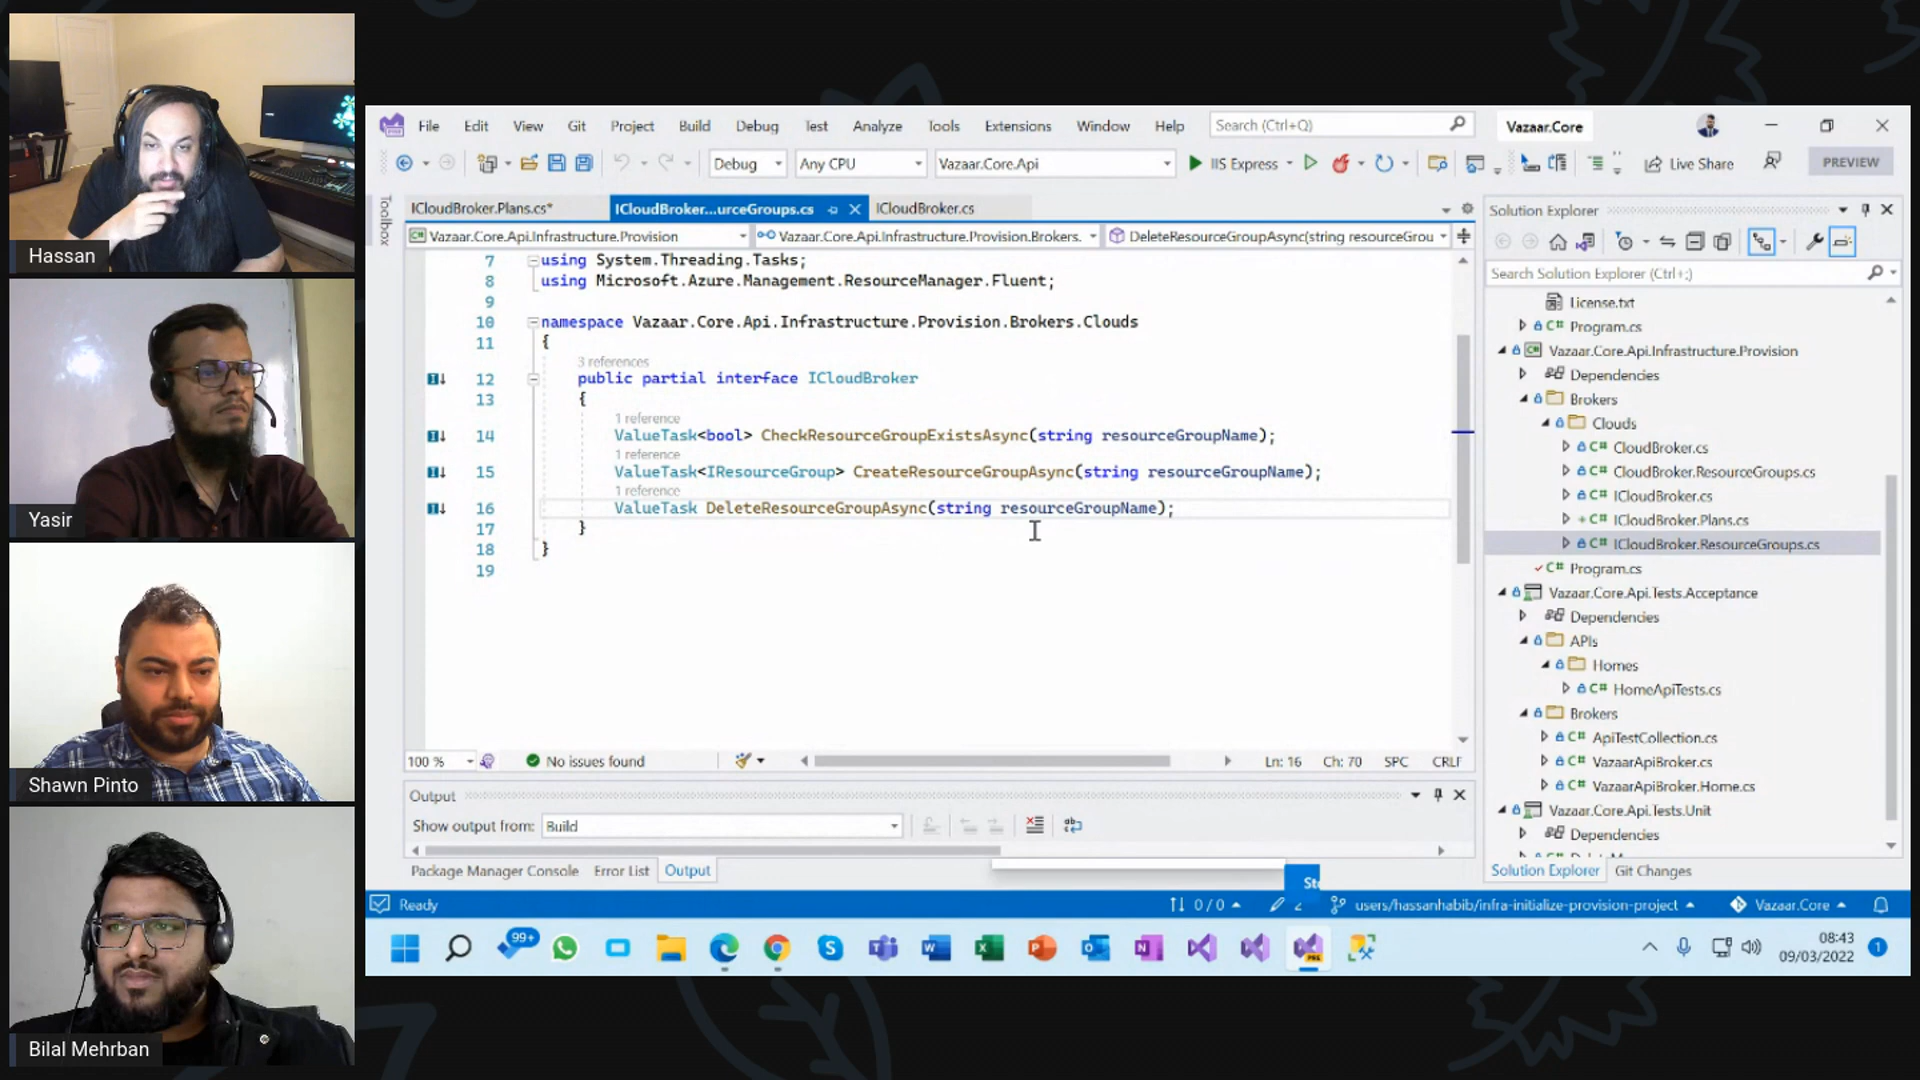 Hassan
Yasir
Shawn Pinto
Bilal Mehrban
File Edit View Git Project Build Debug Test Analyze Tools Extensions Window Help Search (Ctrl+Q) Vazaar.Core
Debug Any CPU Vazaar.Core.Api IIS Express Live Share PREVIEW
Toolbox
ICloudBroker.Plans.cs* ICloudBroker...urceGroups.cs ICloudBroker.cs
Vazaar.Core.Api.Infrastructure.Provision Vazaar.Core.Api.Infrastructure.Provision.Brokers. DeleteResourceGroupAsync(string resourceGrou
7 using System.Threading.Tasks;
8 using Microsoft.Azure.Management.ResourceManager.Fluent;
9
10 namespace Vazaar.Core.Api.Infrastructure.Provision.Brokers.Clouds
11 {
3 references
12 public partial interface ICloudBroker
13 {
1 reference
14 ValueTask<bool> CheckResourceGroupExistsAsync(string resourceGroupName);
1 reference
15 ValueTask<IResourceGroup> CreateResourceGroupAsync(string resourceGroupName);
1 reference
16 ValueTask DeleteResourceGroupAsync(string resourceGroupName);
17 }
18 }
19
100 % No issues found Ln: 16 Ch: 70 SPC CRLF
Output
Show output from: Build
Package Manager Console Error List Output
Solution Explorer
Search Solution Explorer (Ctrl+;)
License.txt
C# Program.cs
Vazaar.Core.Api.Infrastructure.Provision
Dependencies
Brokers
Clouds
C# CloudBroker.cs
C# CloudBroker.ResourceGroups.cs
C# ICloudBroker.cs
+ C# ICloudBroker.Plans.cs
C# ICloudBroker.ResourceGroups.cs
C# Program.cs
Vazaar.Core.Api.Tests.Acceptance
Dependencies
APIs
Homes
C# HomeApiTests.cs
Brokers
C# ApiTestCollection.cs
C# VazaarApiBroker.cs
C# VazaarApiBroker.Home.cs
Vazaar.Core.Api.Tests.Unit
Dependencies
Solution Explorer Git Changes
Ready 0 / 0 users/hassanhabib/infra-initialize-provision-project Vazaar.Core
99+
08:43
09/03/2022
1